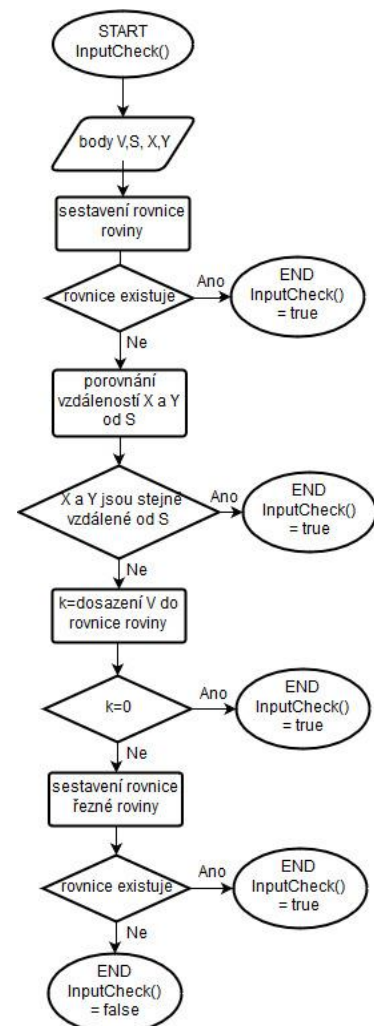 START
InputCheck()
body V,S, X,Y
sestavení rovnice
roviny
rovnice existuje
Ano
END
InputCheck()
= true
Ne
porovnání
vzdáleností X a Y
od S
X a Y jsou stejně
vzdálené od S
Ano
END
InputCheck()
= true
Ne
k=dosazení V do
rovnice roviny
k=0
Ano
END
InputCheck()
= true
Ne
sestavení rovnice
řezné roviny
rovnice existuje
Ano
END
InputCheck()
= true
Ne
END
InputCheck()
= false